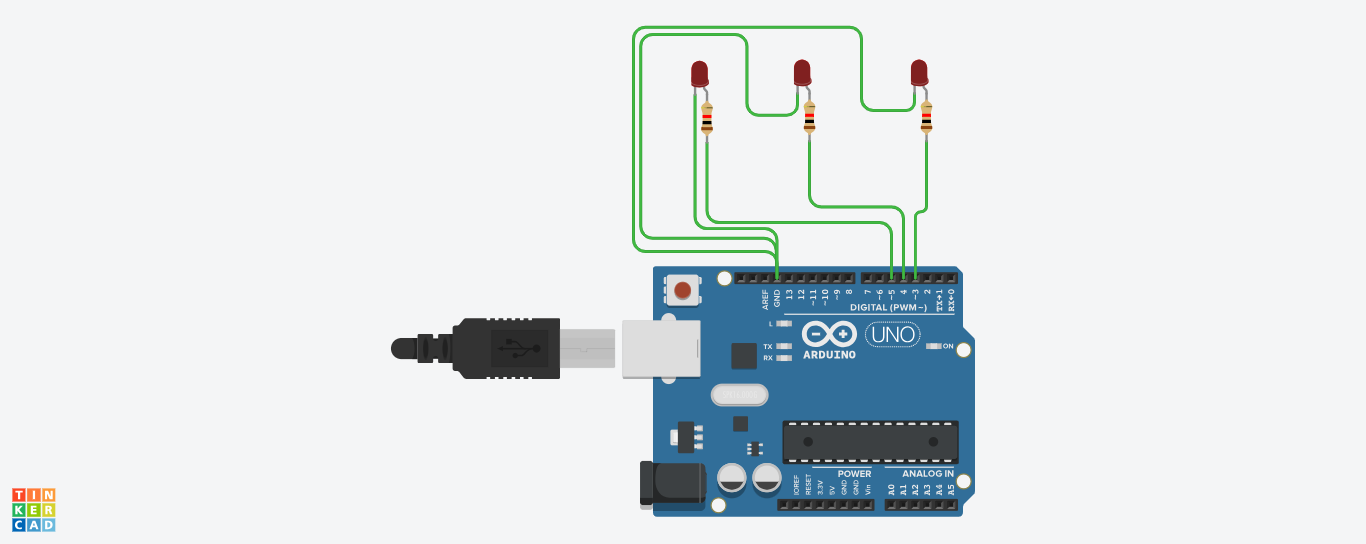 AREF
GND
13
12
~11
~10
~9
8
7
~6
~5
4
~3
2
TX→1
RX←0
DIGITAL (PWM~)
L
TX
RX
ARDUINO
UNO
ON
POWER
ANALOG IN
IOREF
RESET
3.3V
5V
GND
GND
Vin
A0
A1
A2
A3
A4
A5
TIN
KER
CAD